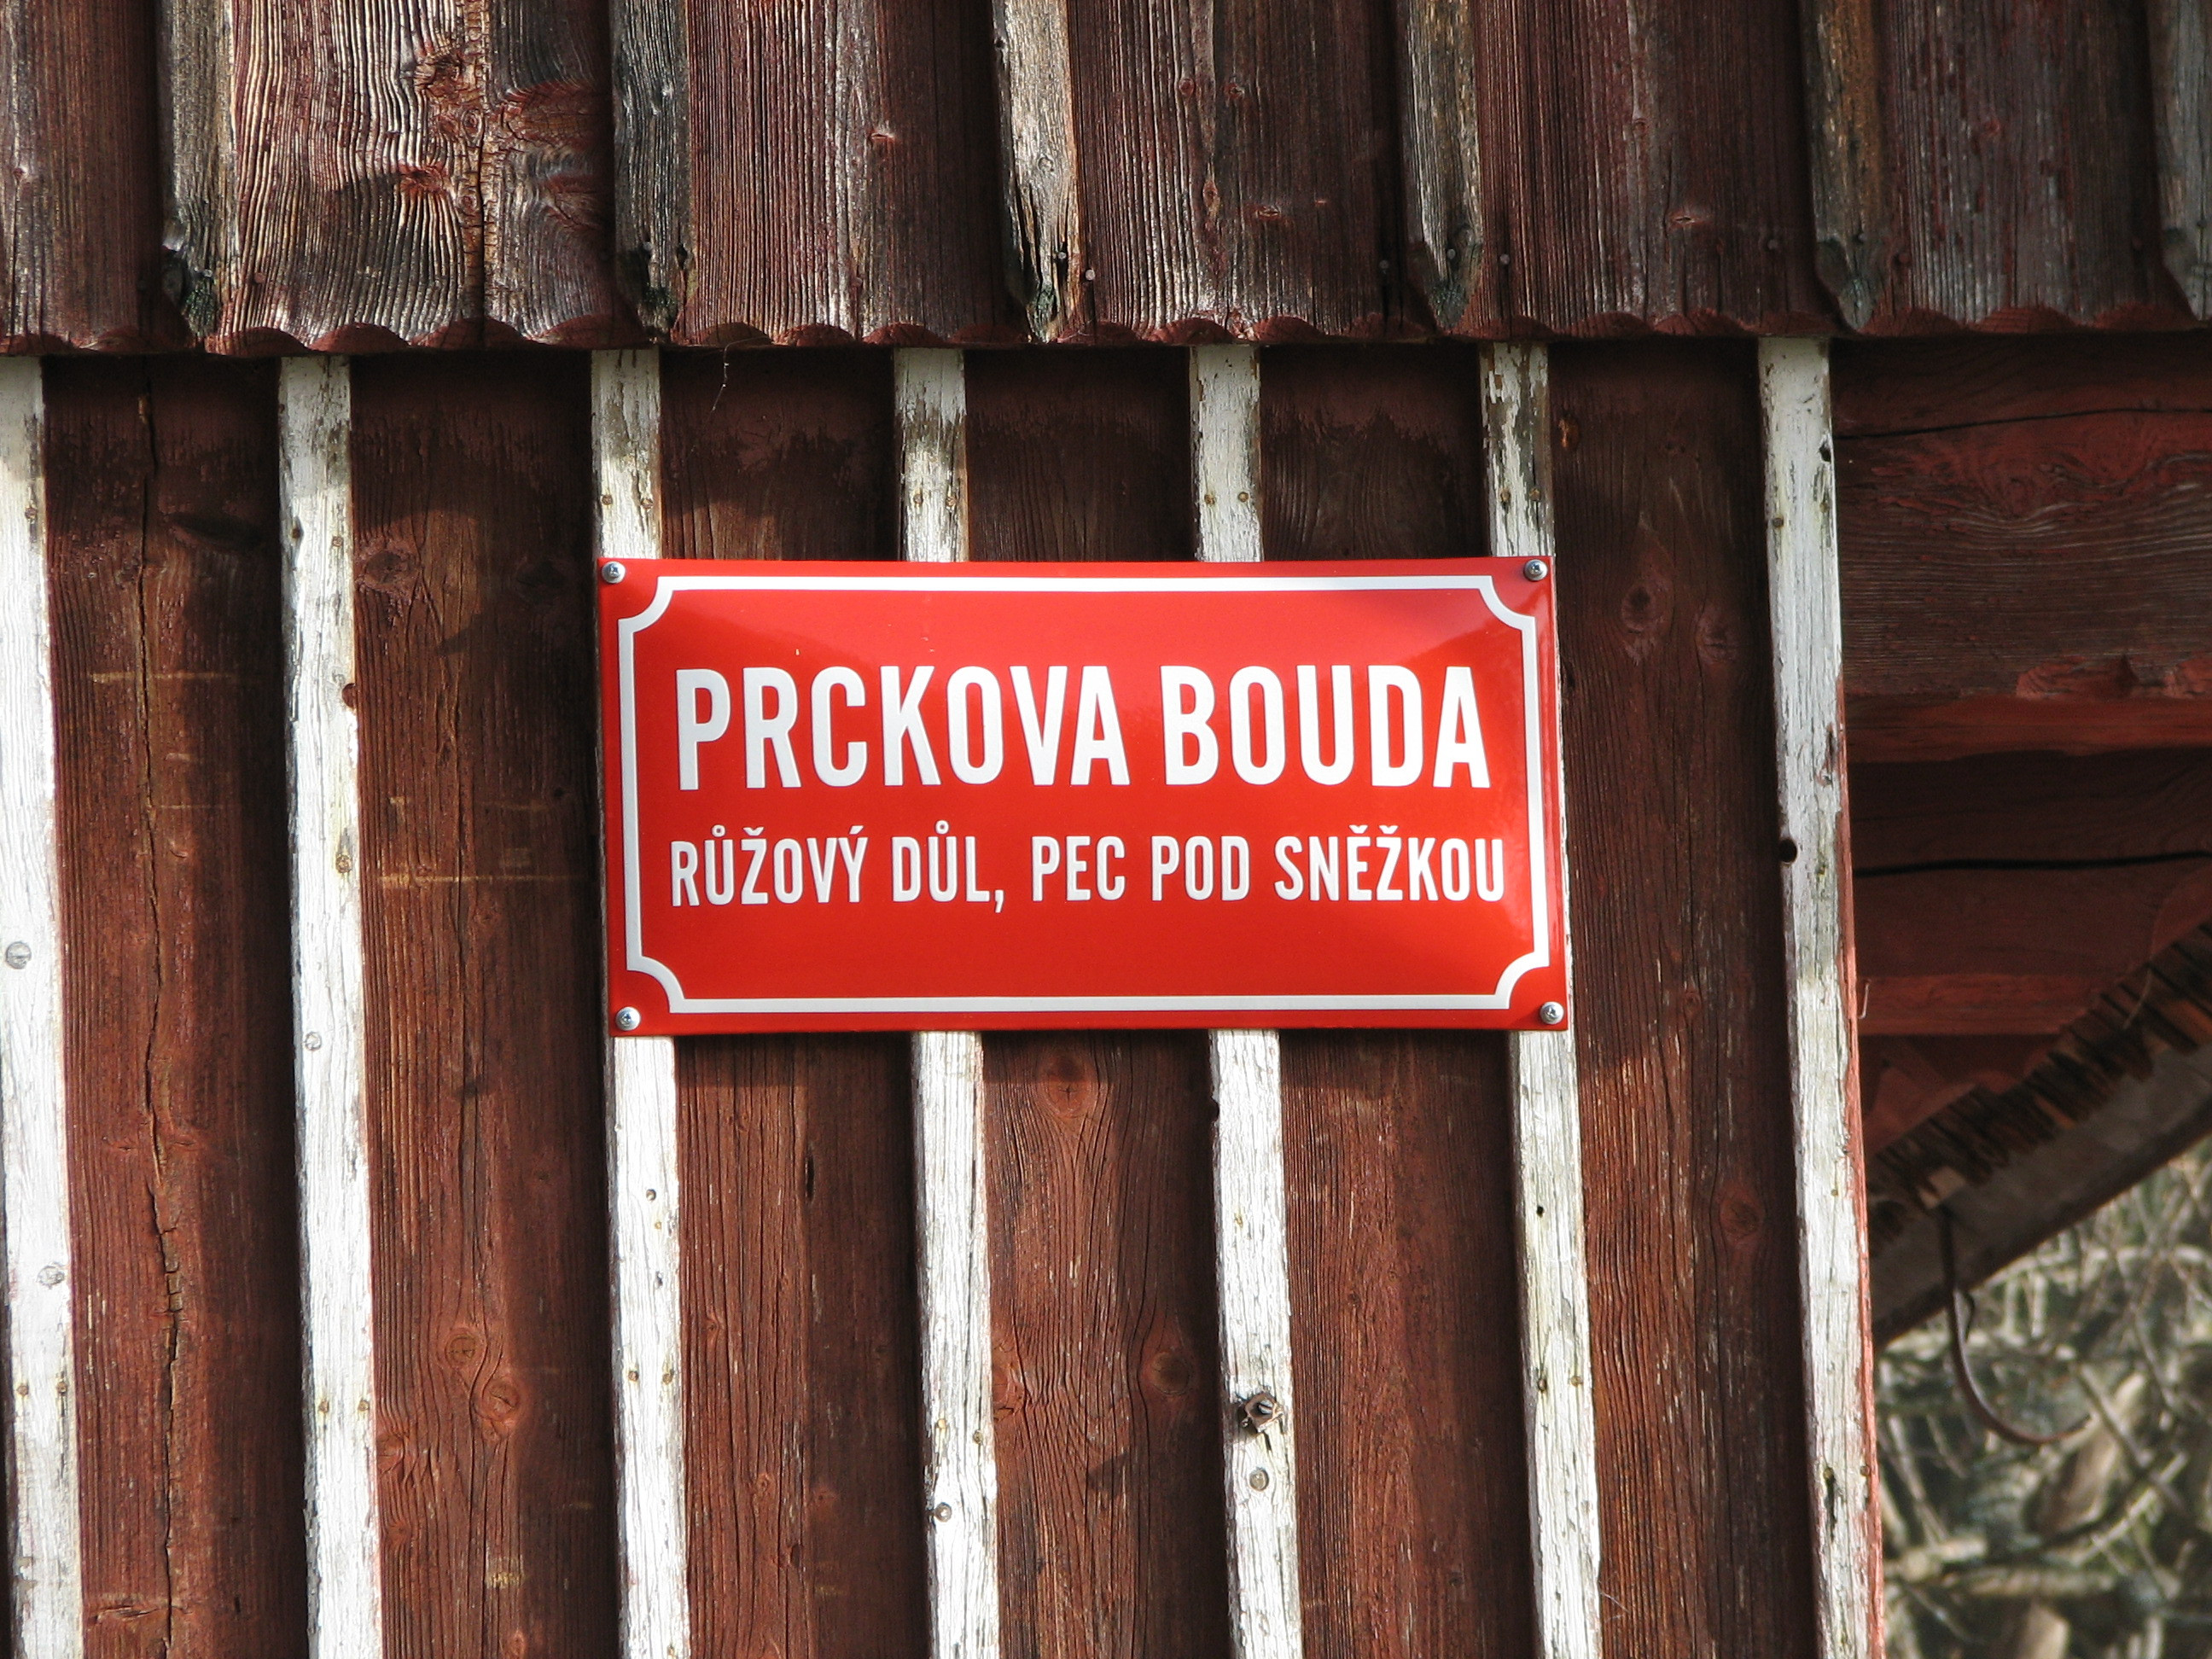 PRCKOVA BOUDA
RŮŽOVÝ DŮL, PEC POD SNĚŽKOU